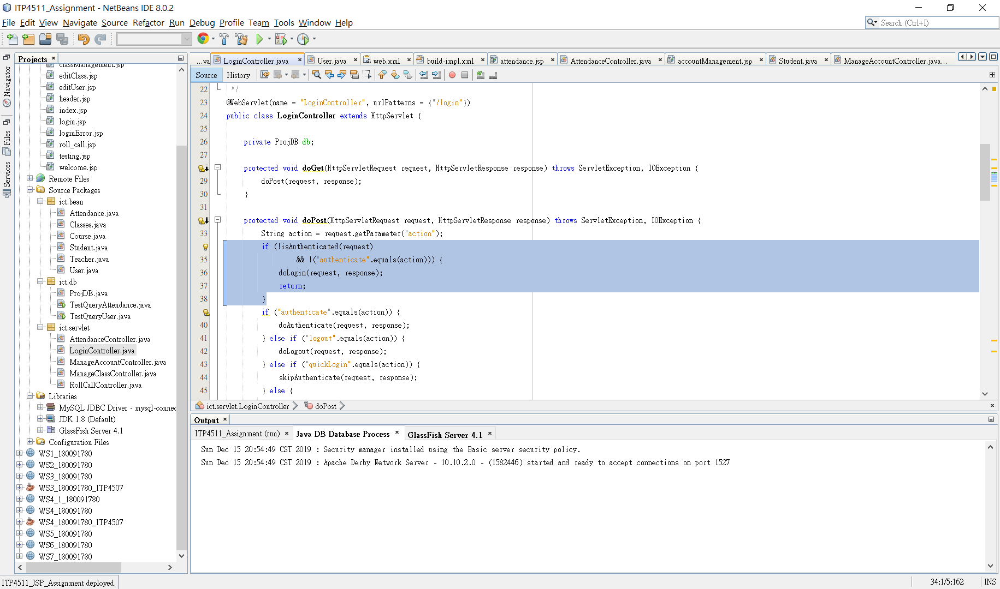 ITP4511_Assignment - NetBeans IDE 8.0.2
File Edit View Navigate Source Refactor Run Debug Profile Team Tools Window Help
Search (Ctrl+I)
Navigator
Files
Services
Projects
classManagement.jsp
editClass.jsp
editUser.jsp
header.jsp
index.jsp
login.jsp
loginError.jsp
roll_call.jsp
testing.jsp
welcome.jsp
Remote Files
Source Packages
ict.bean
Attendance.java
Classes.java
Course.java
Student.java
Teacher.java
User.java
ict.db
ProjDB.java
TestQueryAttendance.java
TestQueryUser.java
ict.servlet
AttendanceController.java
LoginController.java
ManageAccountController.java
ManageClassController.java
RollCallController.java
Libraries
MySQL JDBC Driver - mysql-connec
JDK 1.8 (Default)
GlassFish Server 4.1
Configuration Files
WS1_180091780
WS2_180091780
WS3_180091780
WS3_180091780_ITP4507
WS4_1_180091780
WS4_180091780
WS4_180091780_ITP4507
WS5_180091780
WS6_180091780
WS7_180091780
...va LoginController.java User.java web.xml build-impl.xml attendance.jsp AttendanceController.java accountManagement.jsp Student.java ManageAccountController.java...
Source History
22 */
23 @WebServlet(name = "LoginController", urlPatterns = {"/login"})
24 public class LoginController extends HttpServlet {
25
26 private ProjDB db;
27
protected void doGet(HttpServletRequest request, HttpServletResponse response) throws ServletException, IOException {
29 doPost(request, response);
30 }
31
protected void doPost(HttpServletRequest request, HttpServletResponse response) throws ServletException, IOException {
33 String action = request.getParameter("action");
if (!isAuthenticated(request)
35 && !("authenticate".equals(action))) {
36 doLogin(request, response);
37 return;
38 }
if ("authenticate".equals(action)) {
40 doAuthenticate(request, response);
41 } else if ("logout".equals(action)) {
42 doLogout(request, response);
43 } else if ("quickLogin".equals(action)) {
44 skipAuthenticate(request, response);
45 } else {
ict.servlet.LoginController doPost
Output
ITP4511_Assignment (run) Java DB Database Process GlassFish Server 4.1
Sun Dec 15 20:54:49 CST 2019 : Security manager installed using the Basic server security policy.
Sun Dec 15 20:54:49 CST 2019 : Apache Derby Network Server - 10.10.2.0 - (1582446) started and ready to accept connections on port 1527
ITP4511_JSP_Assignment deployed.
34:1/5:162 INS